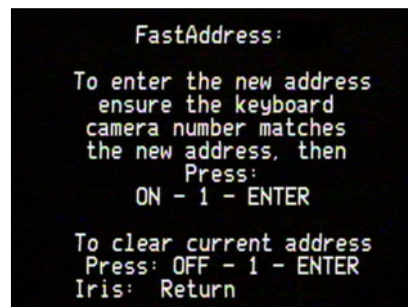 FastAddress:
To enter the new address
ensure the keyboard
camera number matches
the new address, then
Press:
ON - 1 - ENTER
To clear current address
Press: OFF - 1 - ENTER
Iris: Return